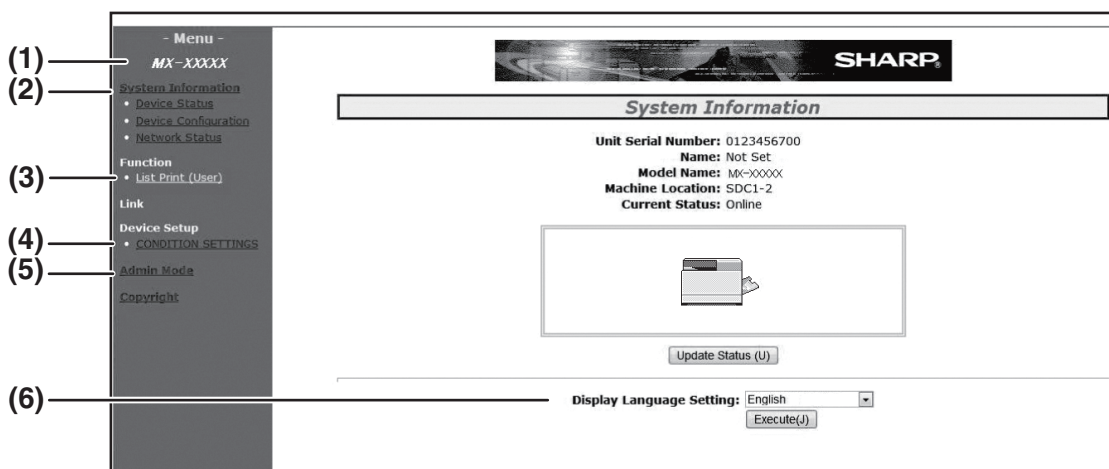 - Menu -
(1)
MX-XXXXX
(2)
System Information
• Device Status
• Device Configuration
• Network Status
Function
(3)
• List Print (User)
Link
Device Setup
(4)
• CONDITION SETTINGS
(5)
Admin Mode
Copyright
SHARP®
System Information
Unit Serial Number: 0123456700
Name: Not Set
Model Name: MX-XXXXX
Machine Location: SDC1-2
Current Status: Online
Update Status (U)
(6)
Display Language Setting: English
Execute(J)